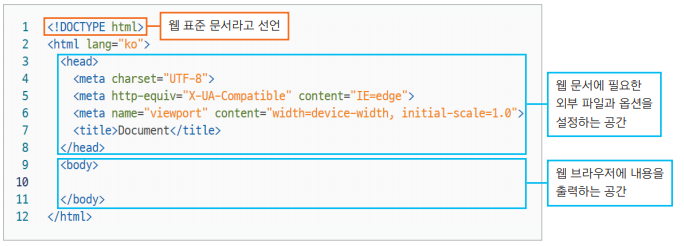 1 <!DOCTYPE html>
웹 표준 문서라고 선언
2 <html lang="ko">
3 <head>
4 <meta charset="UTF-8">
5 <meta http-equiv="X-UA-Compatible" content="IE=edge">
6 <meta name="viewport" content="width=device-width, initial-scale=1.0">
7 <title>Document</title>
8 </head>
웹 문서에 필요한
외부 파일과 옵션을
설정하는 공간
9 <body>
10
11 </body>
12 </html>
웹 브라우저에 내용을
출력하는 공간